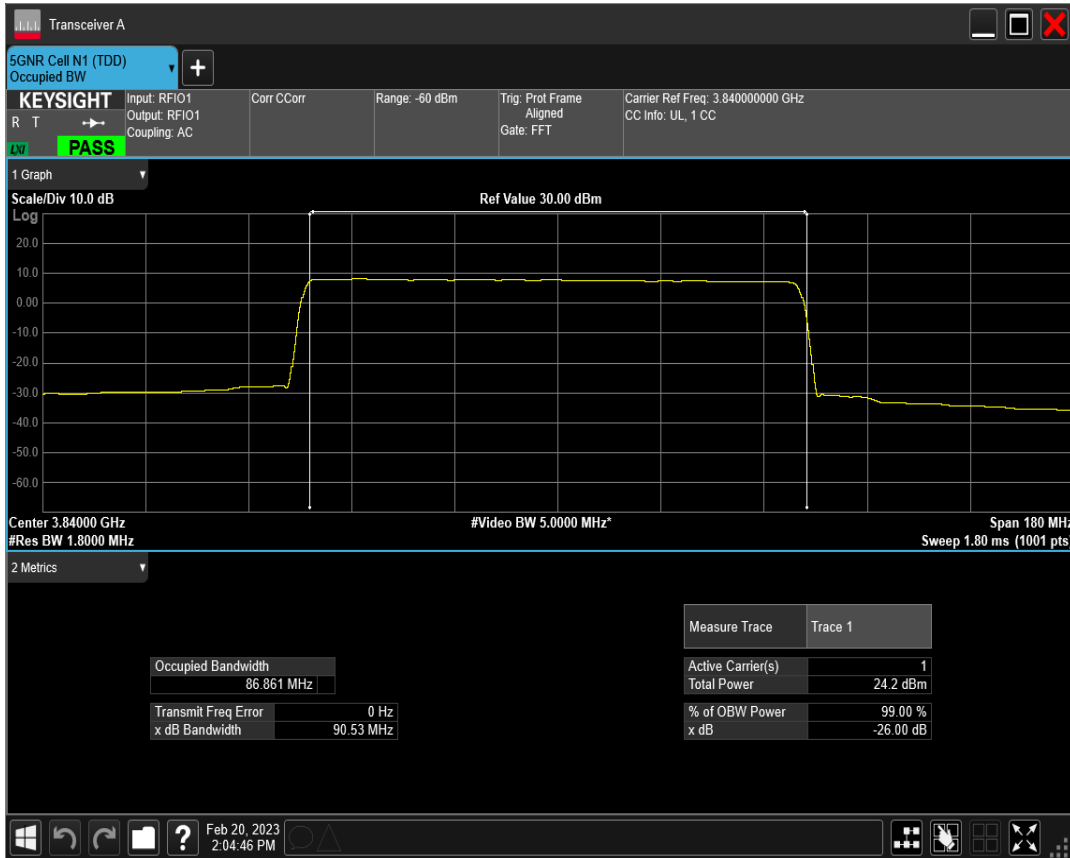 Transceiver A
5GNR Cell N1 (TDD)
Occupied BW
+
KEYSIGHT
R T
LXI
PASS
Input: RFIO1
Output: RFIO1
Coupling: AC
Corr CCorr
Range: -60 dBm
Trig: Prot Frame
Aligned
Gate: FFT
Carrier Ref Freq: 3.840000000 GHz
CC Info: UL, 1 CC
1 Graph
Scale/Div 10.0 dB
Ref Value 30.00 dBm
Log
20.0
10.0
0.00
-10.0
-20.0
-30.0
-40.0
-50.0
-60.0
Center 3.84000 GHz
#Video BW 5.0000 MHz*
Span 180 MHz
#Res BW 1.8000 MHz
Sweep 1.80 ms (1001 pts)
2 Metrics
Measure Trace Trace 1
Occupied Bandwidth
86.861 MHz
Active Carrier(s) 1
Total Power 24.2 dBm
Transmit Freq Error 0 Hz
x dB Bandwidth 90.53 MHz
% of OBW Power 99.00 %
x dB -26.00 dB
?
Feb 20, 2023
2:04:46 PM